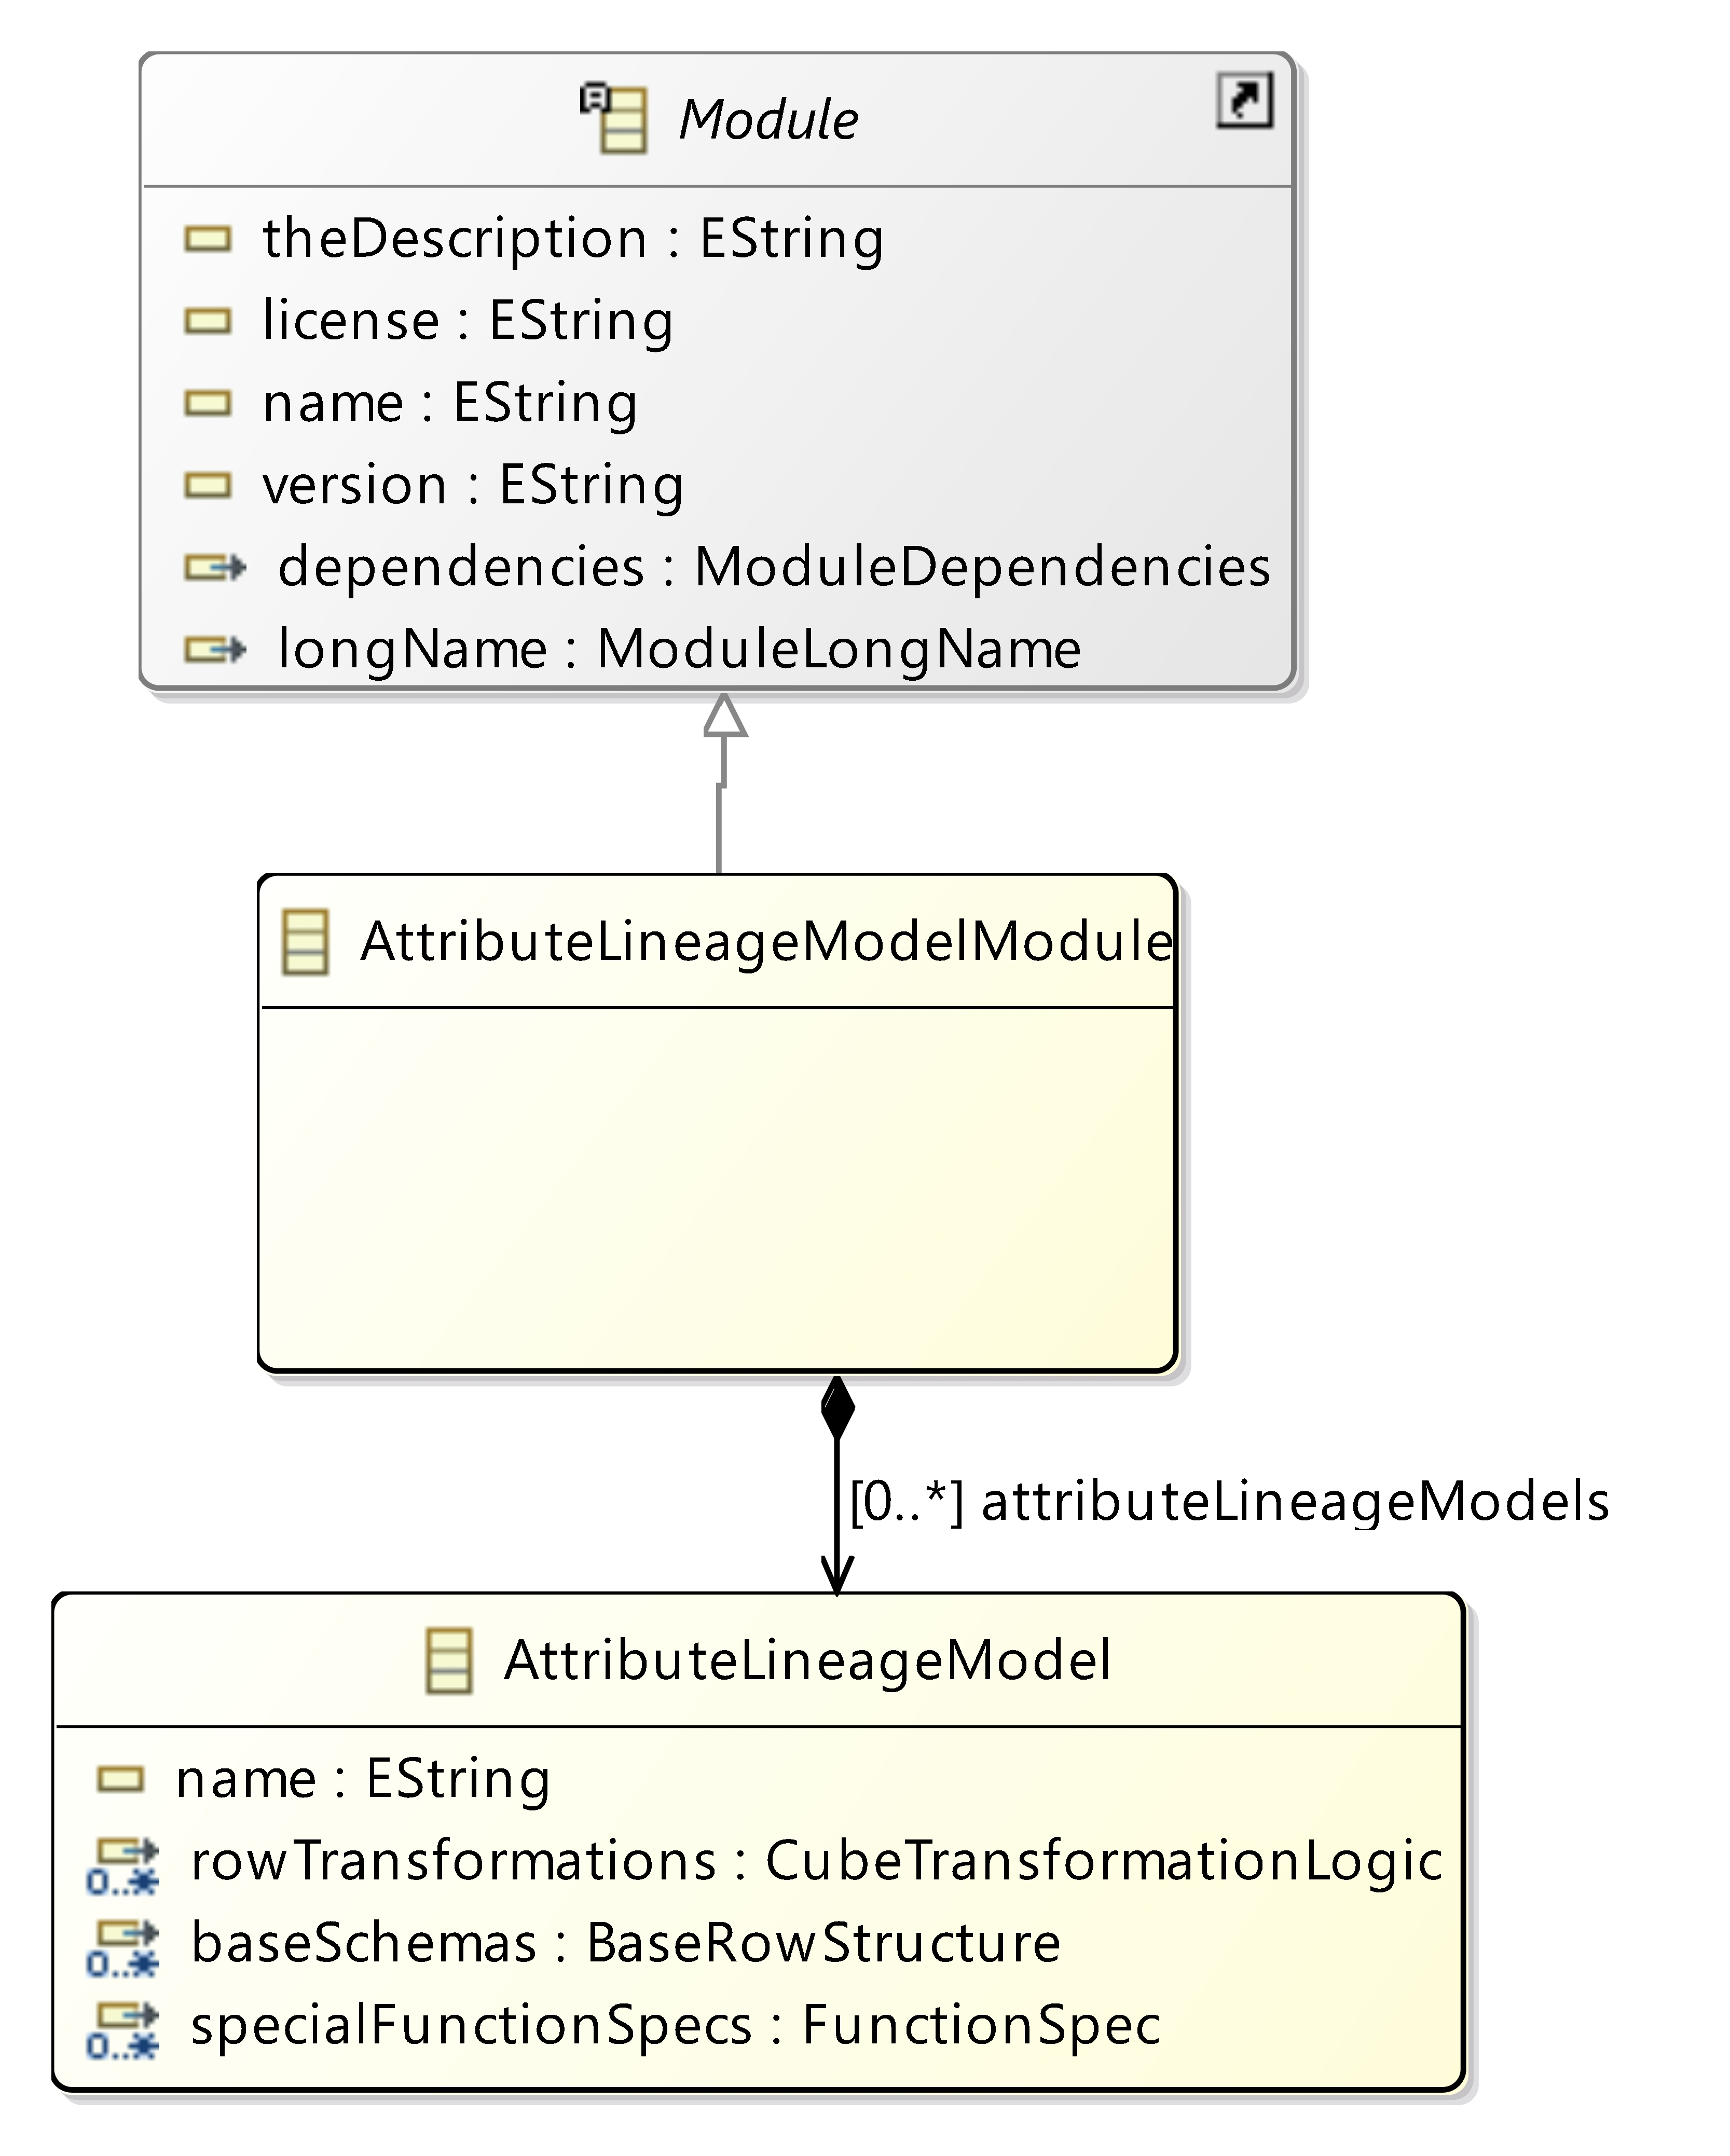 Module
theDescription : EString
license : EString
name : EString
version : EString
dependencies : ModuleDependencies
longName : ModuleLongName
AttributeLineageModelModule
[0..*] attributeLineageModels
AttributeLineageModel
name : EString
0..* rowTransformations : CubeTransformationLogic
0..* baseSchemas : BaseRowStructure
0..* specialFunctionSpecs : FunctionSpec